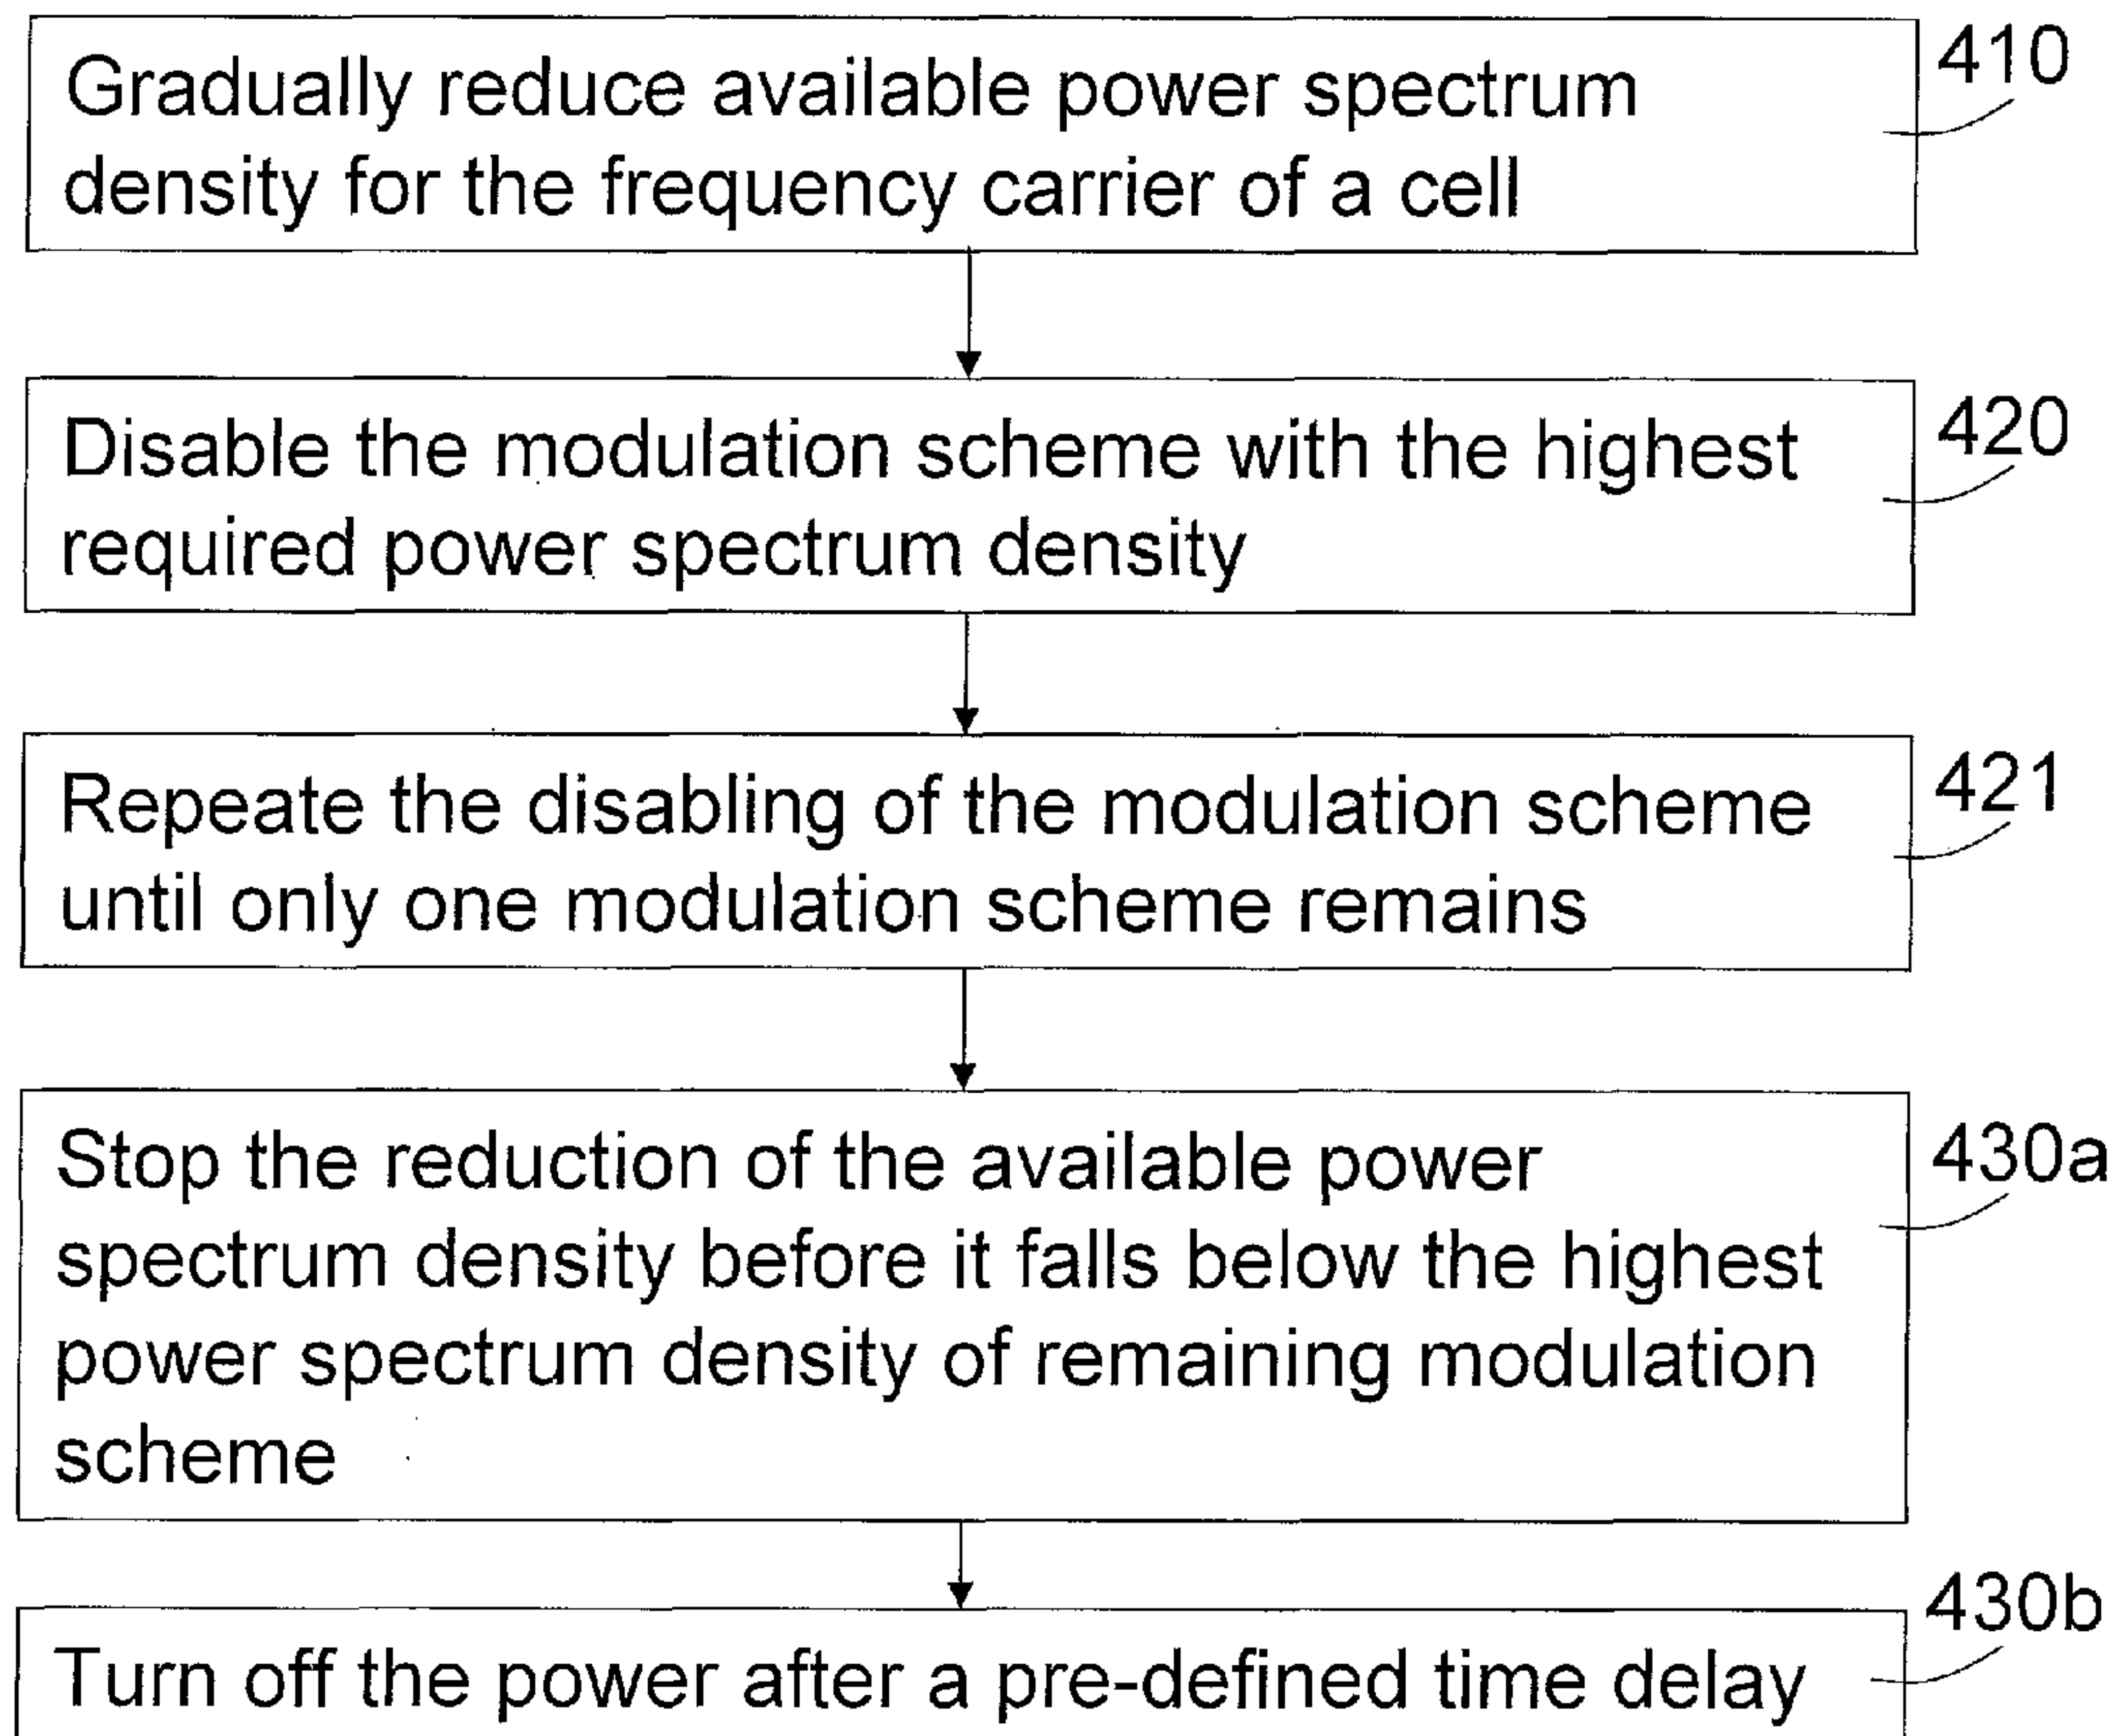 Gradually reduce available power spectrum
density for the frequency carrier of a cell
410
Disable the modulation scheme with the highest
required power spectrum density
420
Repeate the disabling of the modulation scheme
until only one modulation scheme remains
421
Stop the reduction of the available power
spectrum density before it falls below the highest
power spectrum density of remaining modulation
scheme
430a
Turn off the power after a pre-defined time delay
430b